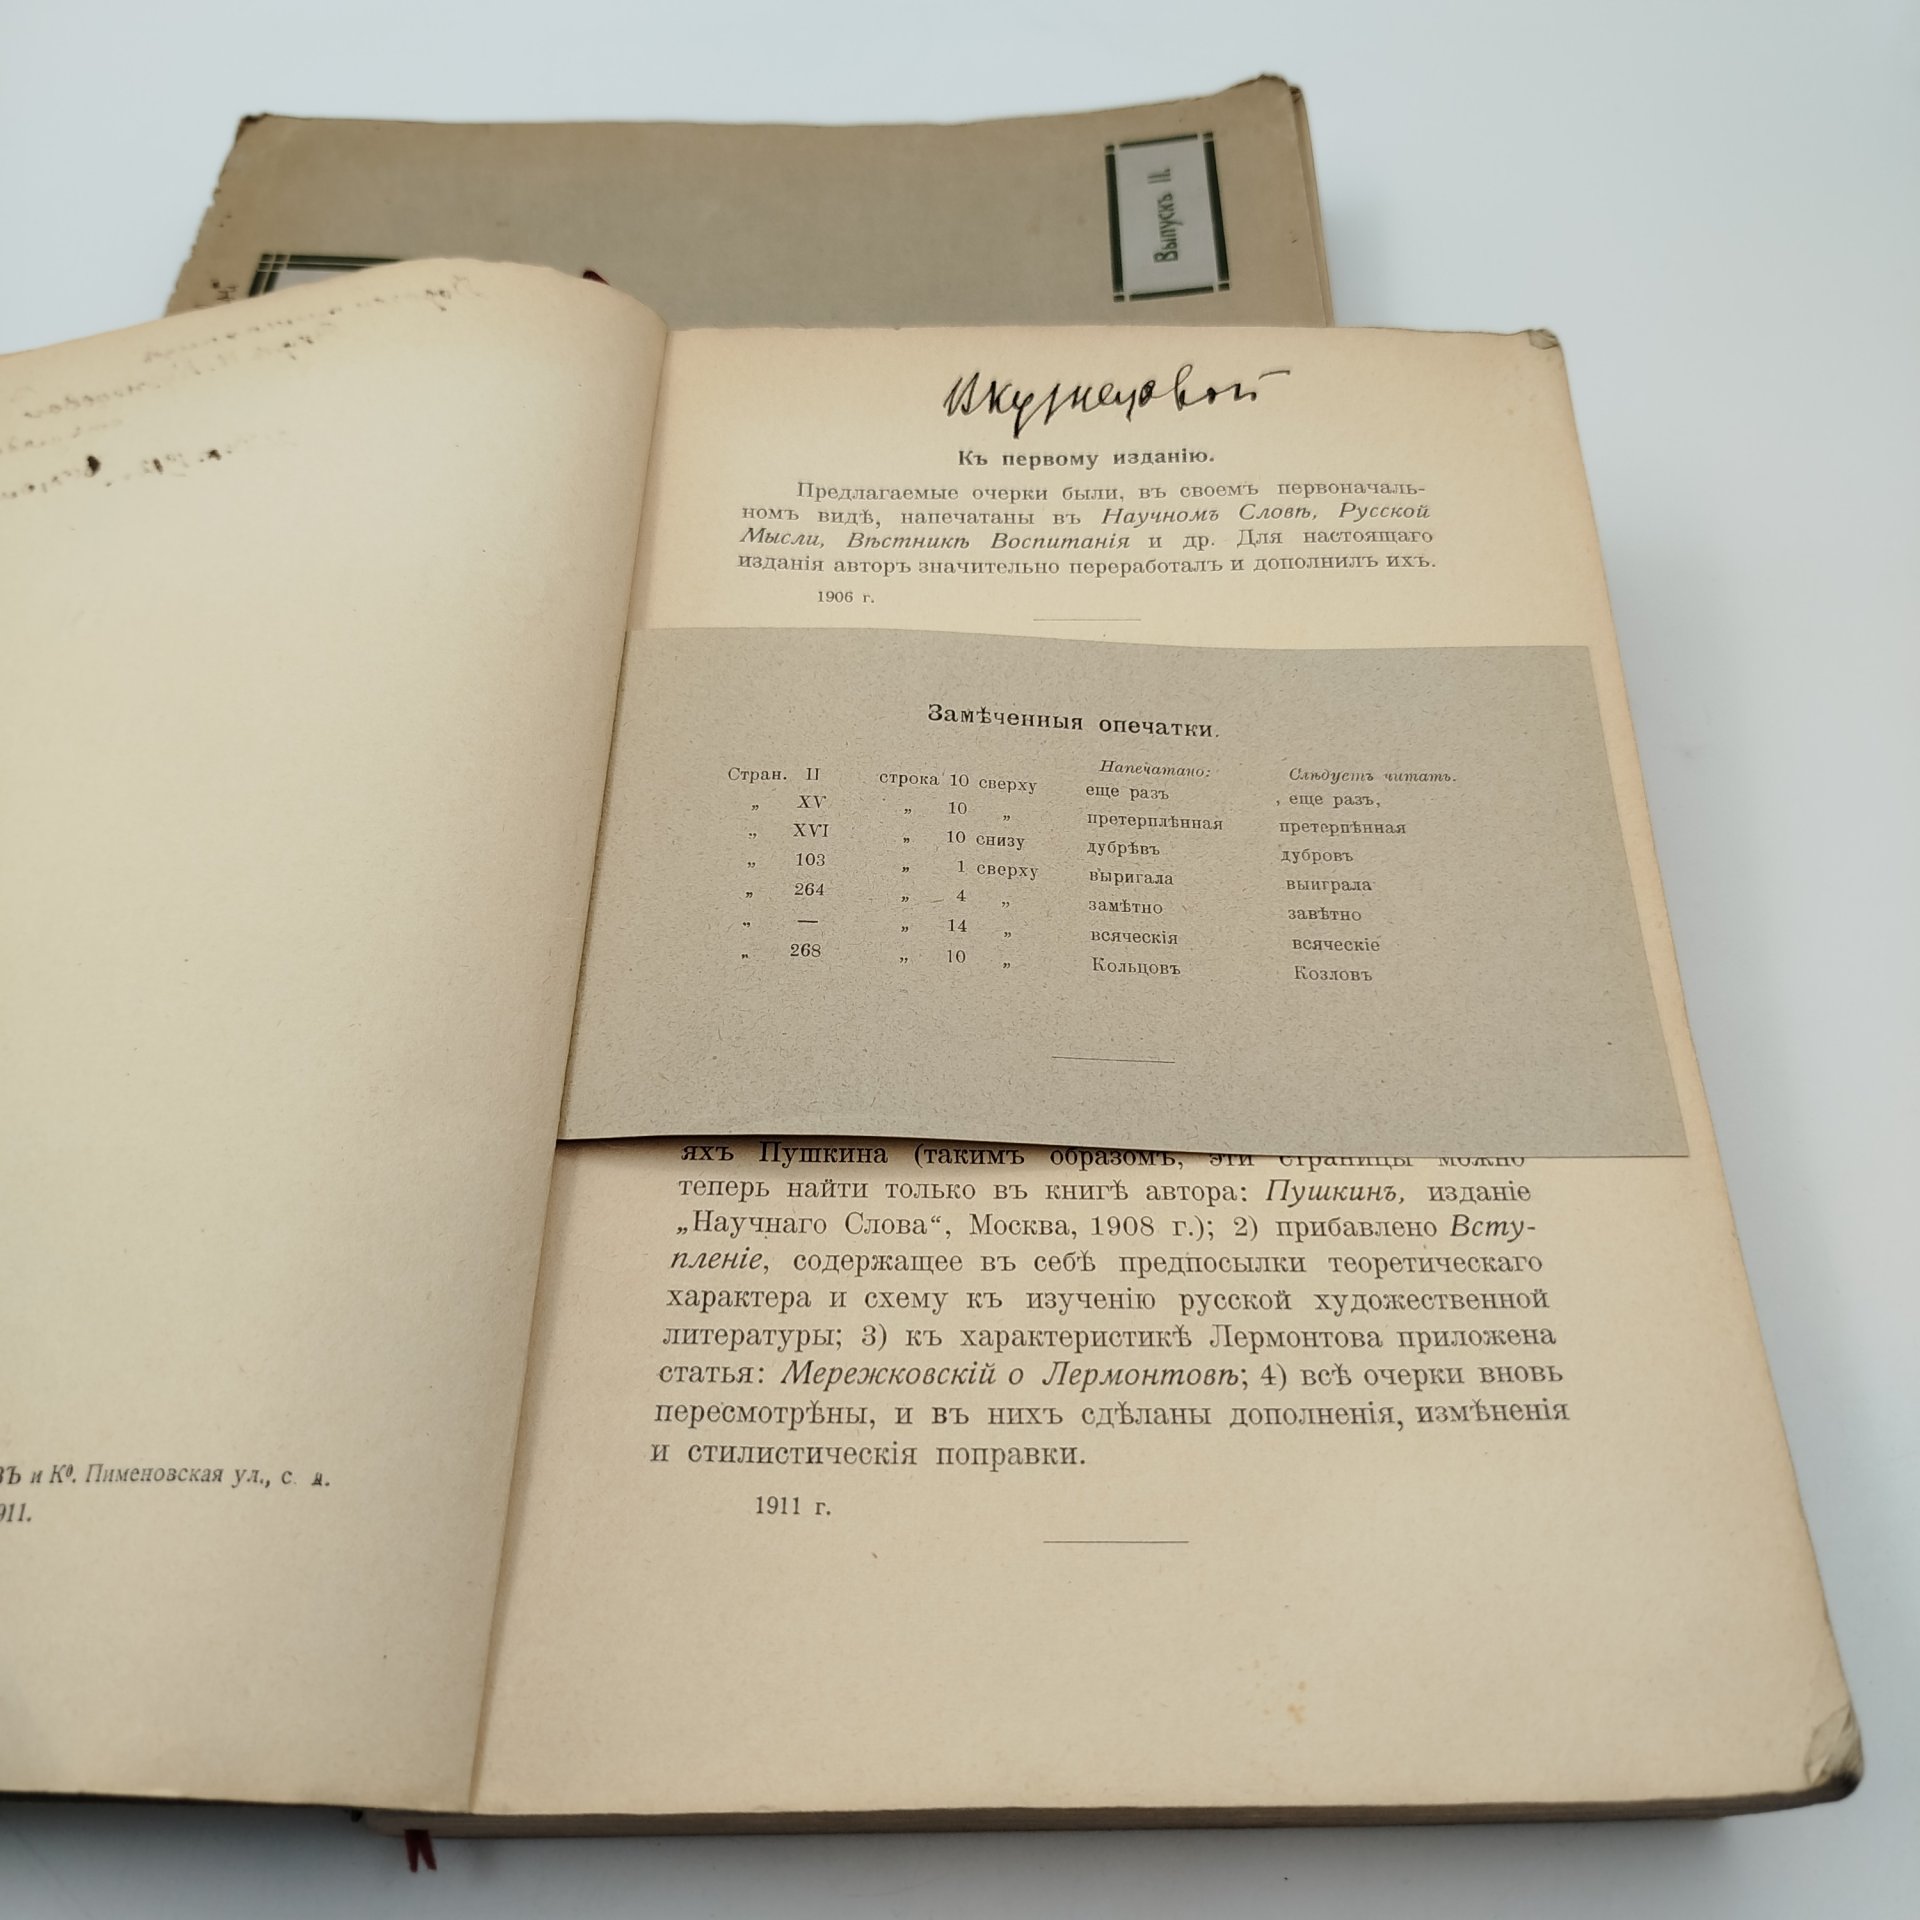 Выпускъ II.
ВКузнецовой
Къ первому изданію.
Предлагаемые очерки были, въ своемъ первоначаль-
номъ видѣ, напечатаны въ Научномъ Словѣ, Русской
Мысли, Вѣстникѣ Воспитанія и др. Для настоящаго
изданія авторъ значительно переработалъ и дополнилъ ихъ.
1906 г.
Замѣченныя опечатки.
Напечатано: Слѣдуетъ читать.
Стран. II строка 10 сверху еще разъ , еще разъ,
„ XV „ 10 „ претерплѣнная претерпѣнная
„ XVI „ 10 снизу дубрѣвъ дубровъ
„ 103 „ 1 сверху выригала выиграла
„ 264 „ 4 „ замѣтно завѣтно
„ — „ 14 „ всяческія всяческіе
„ 268 „ 10 „ Кольцовъ Козловъ
яхъ Пушкина (такимъ образомъ, эти страницы можно
теперь найти только въ книгѣ автора: Пушкинъ, изданіе
„Научнаго Слова“, Москва, 1908 г.); 2) прибавлено Всту-
пленіе, содержащее въ себѣ предпосылки теоретическаго
характера и схему къ изученію русской художественной
литературы; 3) къ характеристикѣ Лермонтова приложена
статья: Мережковскій о Лермонтовѣ; 4) всѣ очерки вновь
пересмотрѣны, и въ нихъ сдѣланы дополненія, измѣненія
и стилистическія поправки.
1911 г.
ВЪ и Ко. Пименовская ул., с. д.
911.